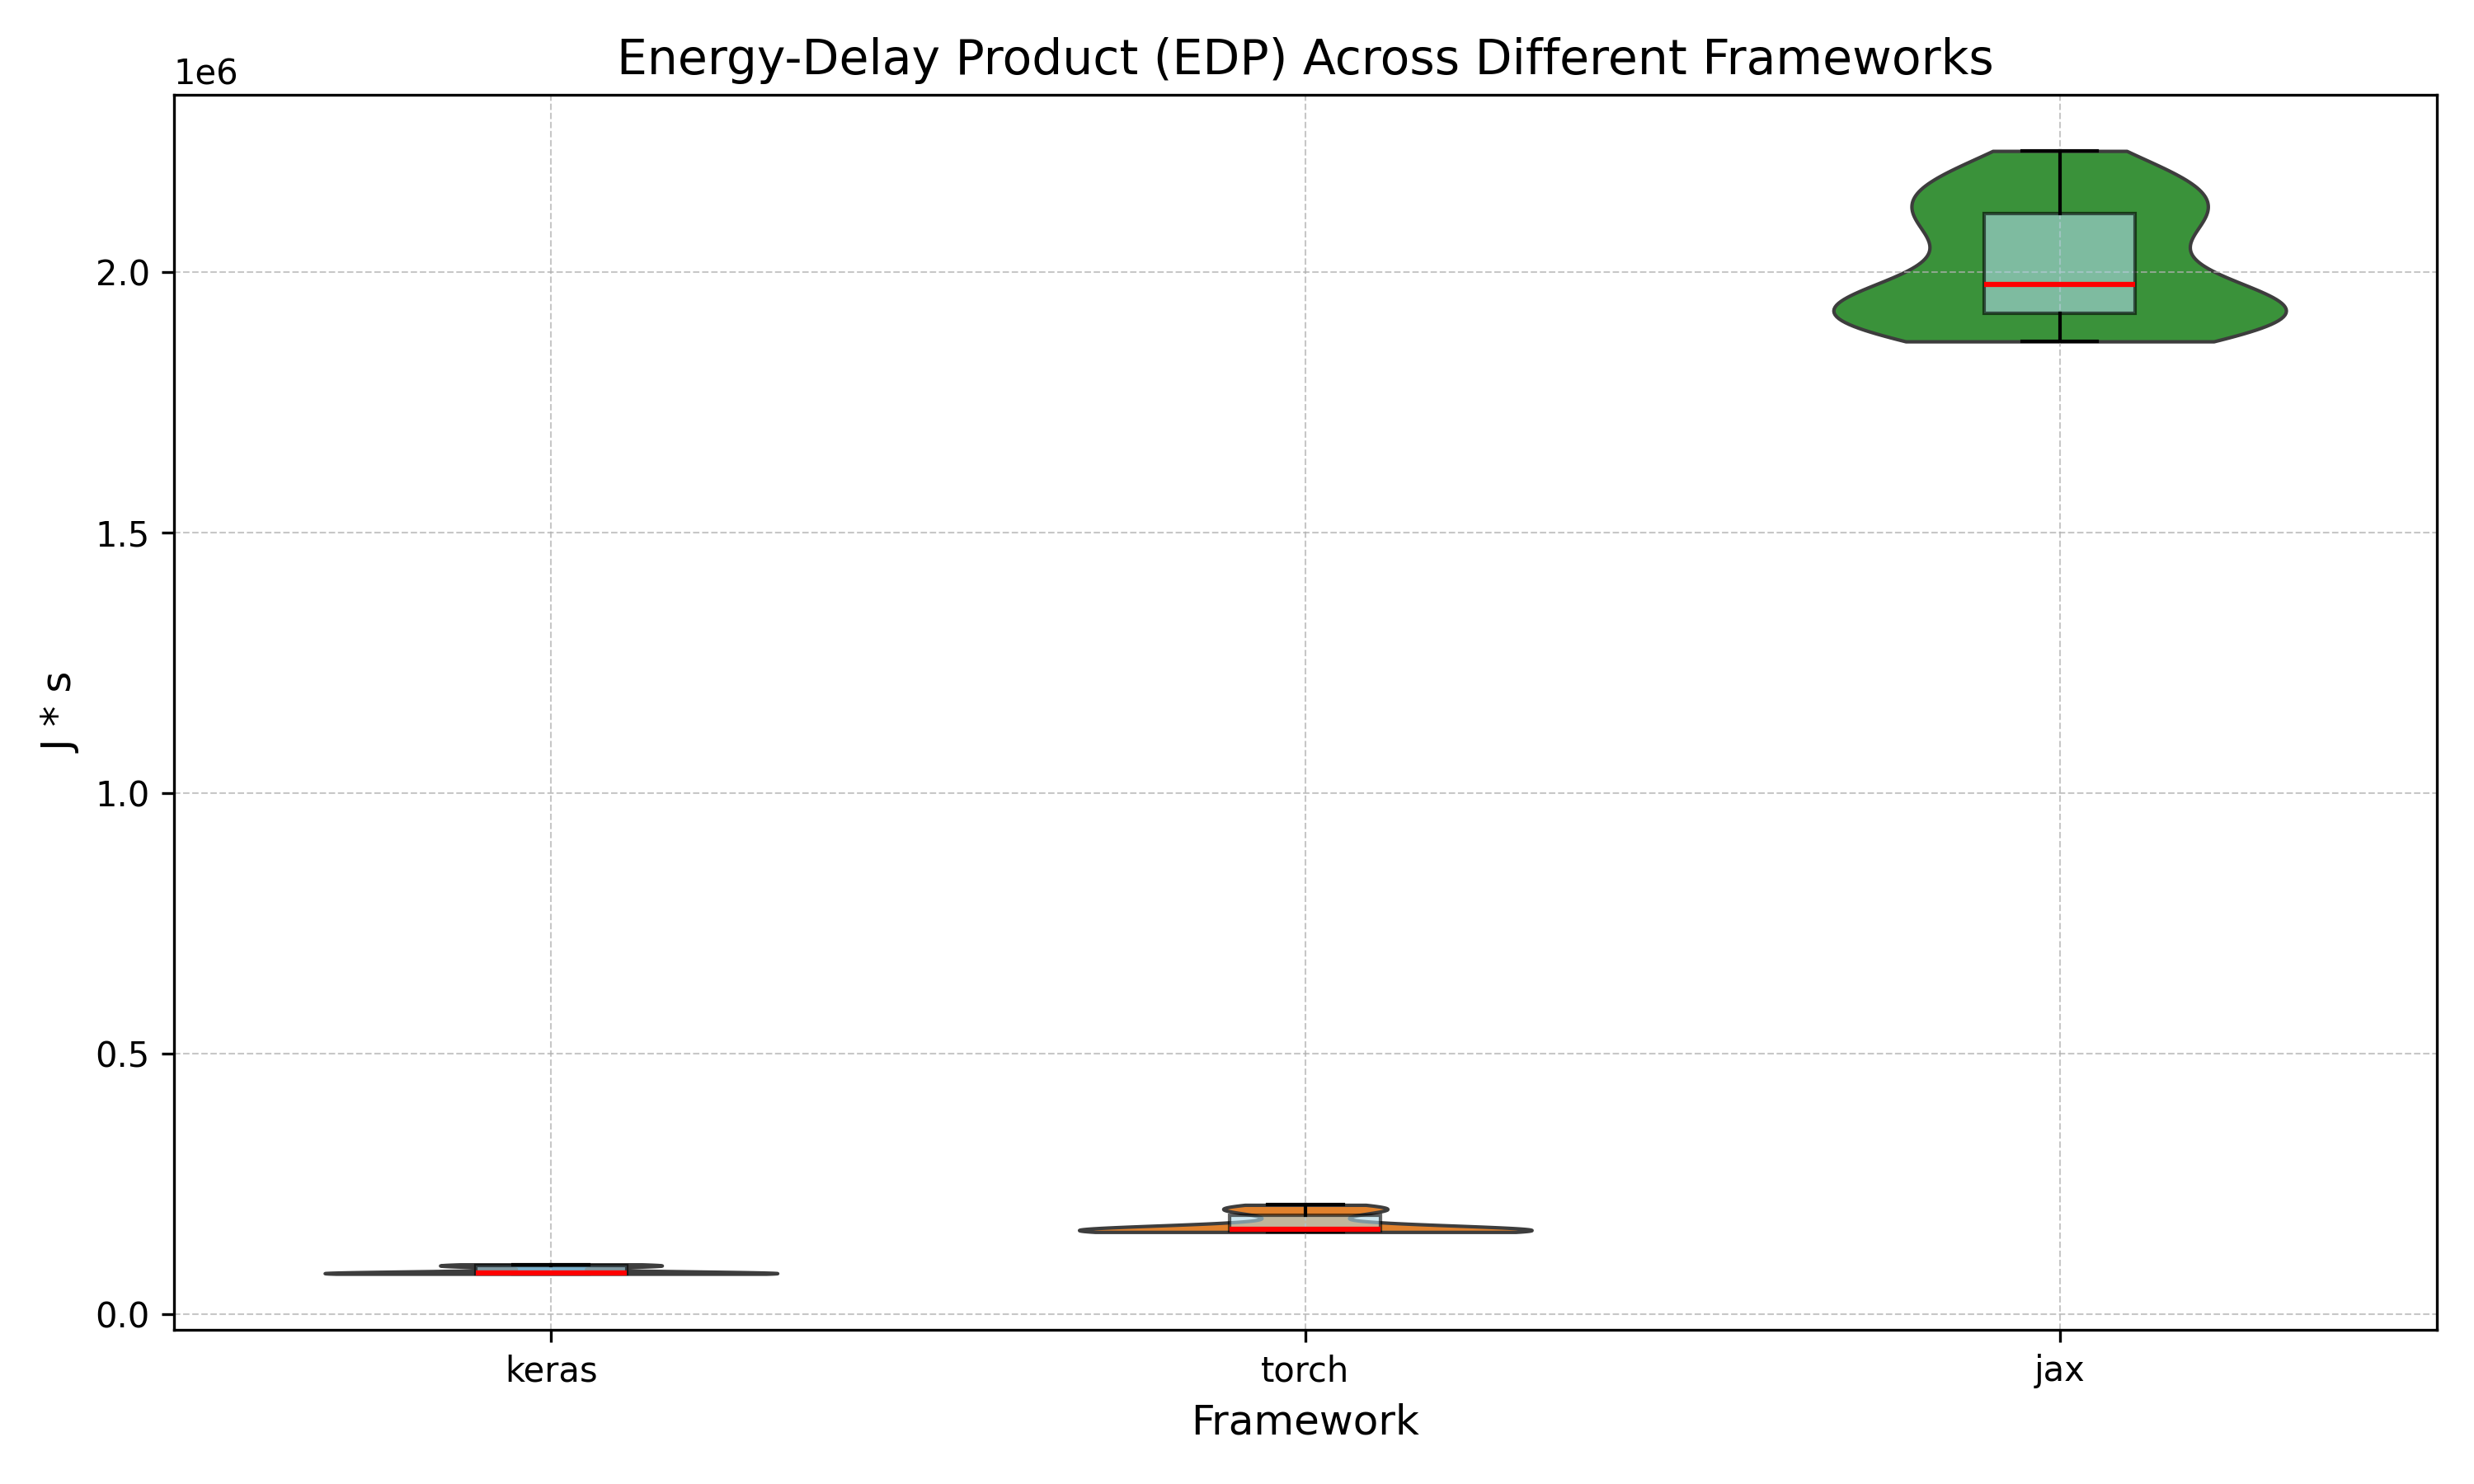 Energy-Delay Product (EDP) Across Different Frameworks
1e6
2.0
1.5
1.0
0.5
0.0
J * s
keras torch jax
Framework